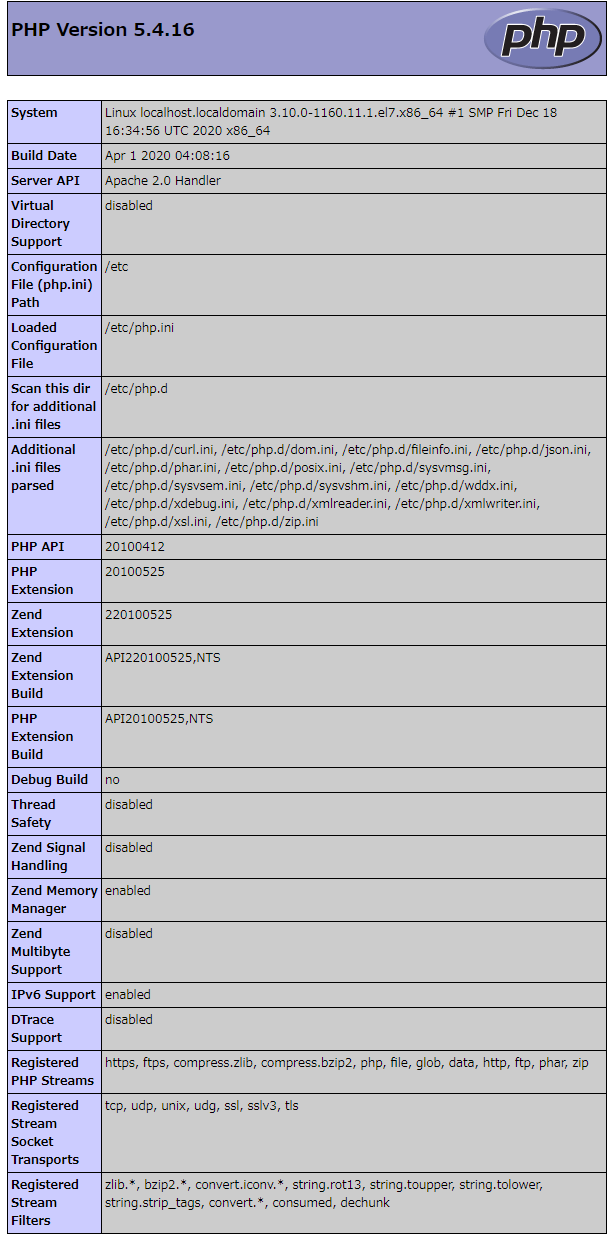 PHP Version 5.4.16
php
System
Linux localhost.localdomain 3.10.0-1160.11.1.el7.x86_64 #1 SMP Fri Dec 18
16:34:56 UTC 2020 x86_64
Build Date
Apr 1 2020 04:08:16
Server API
Apache 2.0 Handler
Virtual
Directory
Support
disabled
Configuration
File (php.ini)
Path
/etc
Loaded
Configuration
File
/etc/php.ini
Scan this dir
for additional
.ini files
/etc/php.d
Additional
.ini files
parsed
/etc/php.d/curl.ini, /etc/php.d/dom.ini, /etc/php.d/fileinfo.ini, /etc/php.d/json.ini,
/etc/php.d/phar.ini, /etc/php.d/posix.ini, /etc/php.d/sysvmsg.ini,
/etc/php.d/sysvsem.ini, /etc/php.d/sysvshm.ini, /etc/php.d/wddx.ini,
/etc/php.d/xdebug.ini, /etc/php.d/xmlreader.ini, /etc/php.d/xmlwriter.ini,
/etc/php.d/xsl.ini, /etc/php.d/zip.ini
PHP API
20100412
PHP
Extension
20100525
Zend
Extension
220100525
Zend
Extension
Build
API220100525,NTS
PHP
Extension
Build
API20100525,NTS
Debug Build
no
Thread
Safety
disabled
Zend Signal
Handling
disabled
Zend Memory
Manager
enabled
Zend
Multibyte
Support
disabled
IPv6 Support
enabled
DTrace
Support
disabled
Registered
PHP Streams
https, ftps, compress.zlib, compress.bzip2, php, file, glob, data, http, ftp, phar, zip
Registered
Stream
Socket
Transports
tcp, udp, unix, udg, ssl, sslv3, tls
Registered
Stream
Filters
zlib.*, bzip2.*, convert.iconv.*, string.rot13, string.toupper, string.tolower,
string.strip_tags, convert.*, consumed, dechunk